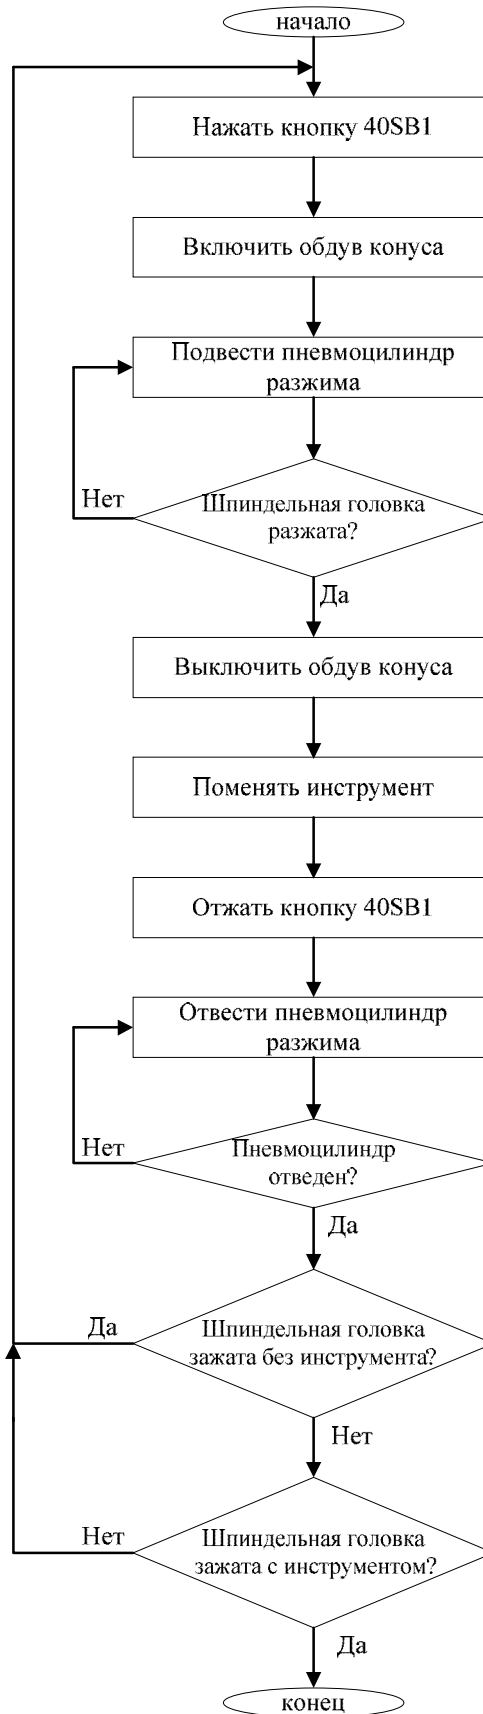 начало
Нажать кнопку 40SB1
Включить обдув конуса
Подвести пневмоцилиндр
разжима
Нет
Шпиндельная головка
разжата?
Да
Выключить обдув конуса
Поменять инструмент
Отжать кнопку 40SB1
Отвести пневмоцилиндр
разжима
Нет
Пневмоцилиндр
отведен?
Да
Да
Шпиндельная головка
зажата без инструмента?
Нет
Нет
Шпиндельная головка
зажата с инструментом?
Да
конец